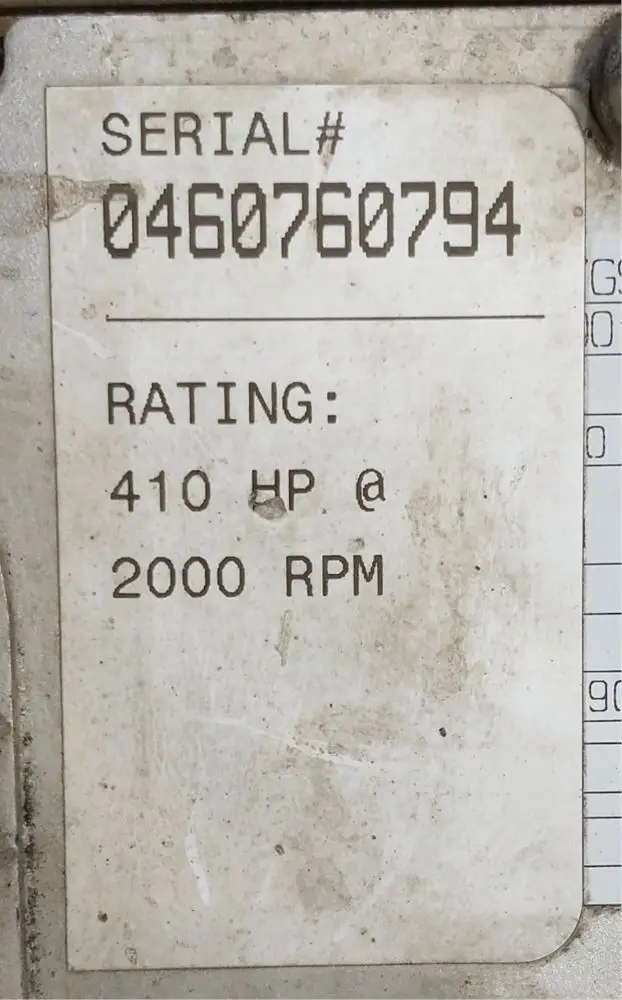 SERIAL#
0460760794
RATING:
410 HP @
2000 RPM